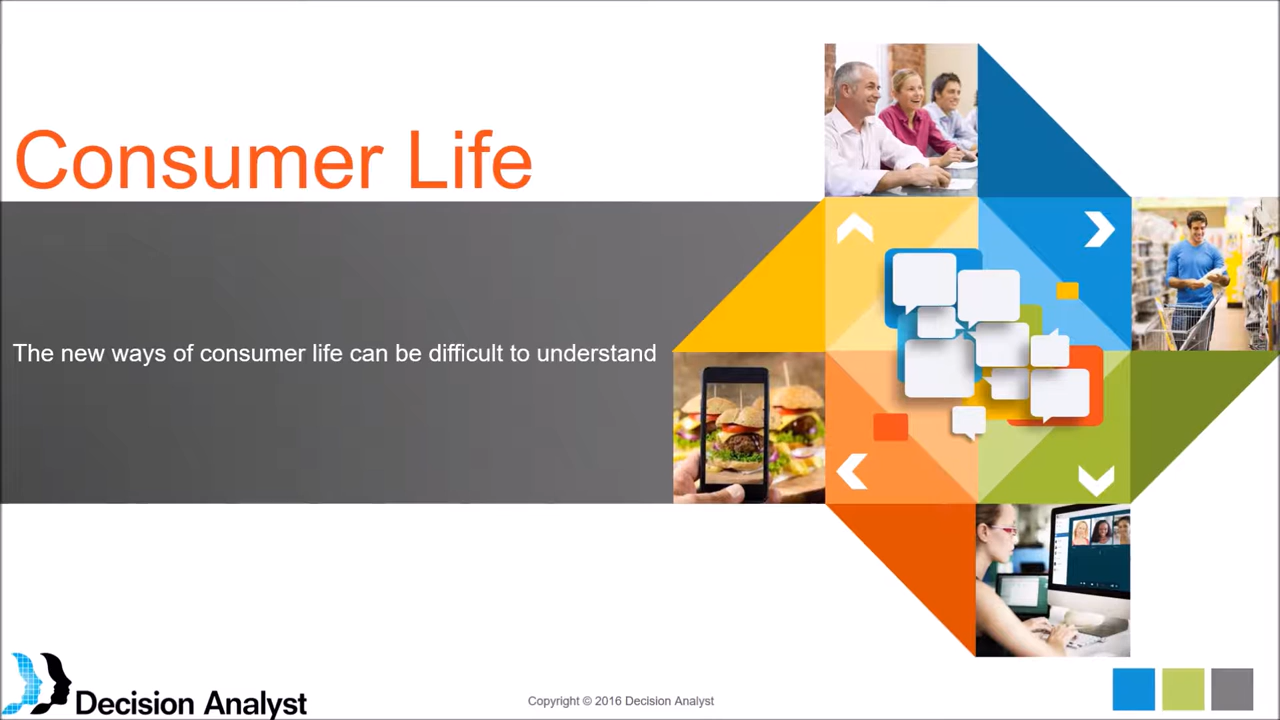 Consumer Life
The new ways of consumer life can be difficult to understand
Decision Analyst
Copyright © 2016 Decision Analyst